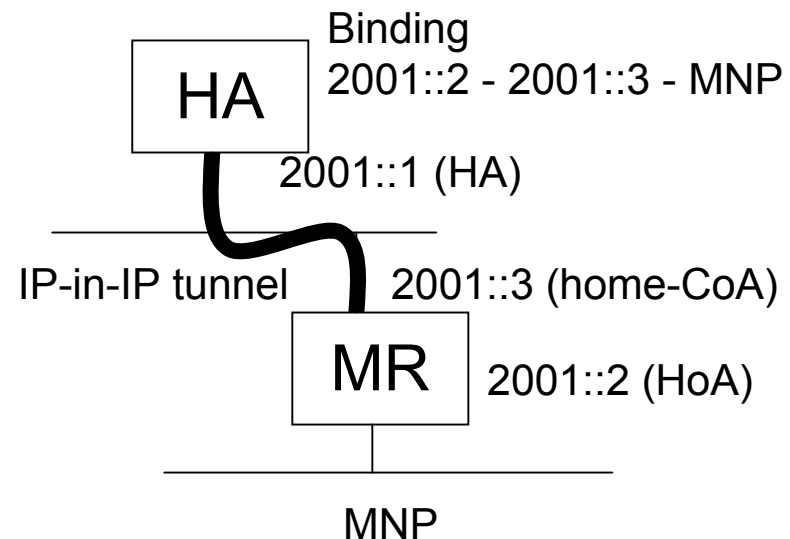 Binding
HA
2001::2 - 2001::3 - MNP
2001::1 (HA)
IP-in-IP tunnel
2001::3 (home-CoA)
MR
2001::2 (HoA)
MNP